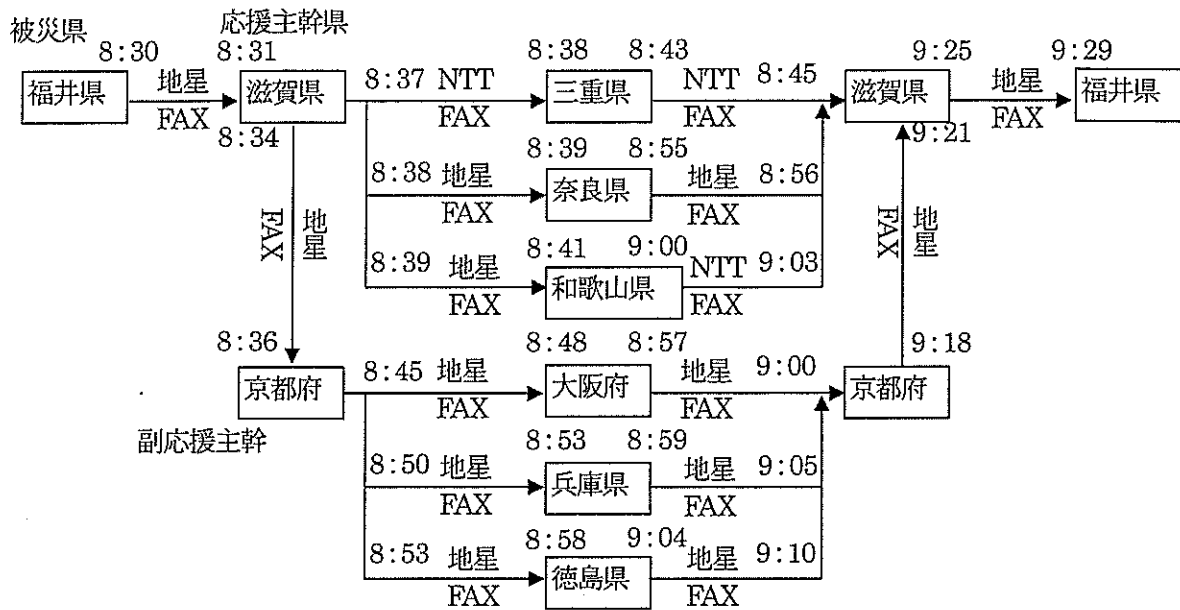 被災県
応援主幹県
8:30
8:31
8:38
8:43
9:25
9:29
福井県
地星
FAX
滋賀県
8:37
NTT
FAX
三重県
NTT
FAX
8:45
滋賀県
地星
FAX
福井県
8:34
9:21
8:39
8:55
8:38
地星
FAX
奈良県
地星
FAX
8:56
地星
FAX
地星
FAX
8:41
9:00
8:39
地星
FAX
和歌山県
NTT
FAX
9:03
8:36
8:48
8:57
9:18
京都府
8:45
地星
FAX
大阪府
地星
FAX
9:00
京都府
副応援主幹
8:53
8:59
8:50
地星
FAX
兵庫県
地星
FAX
9:05
8:58
9:04
8:53
地星
FAX
徳島県
地星
FAX
9:10